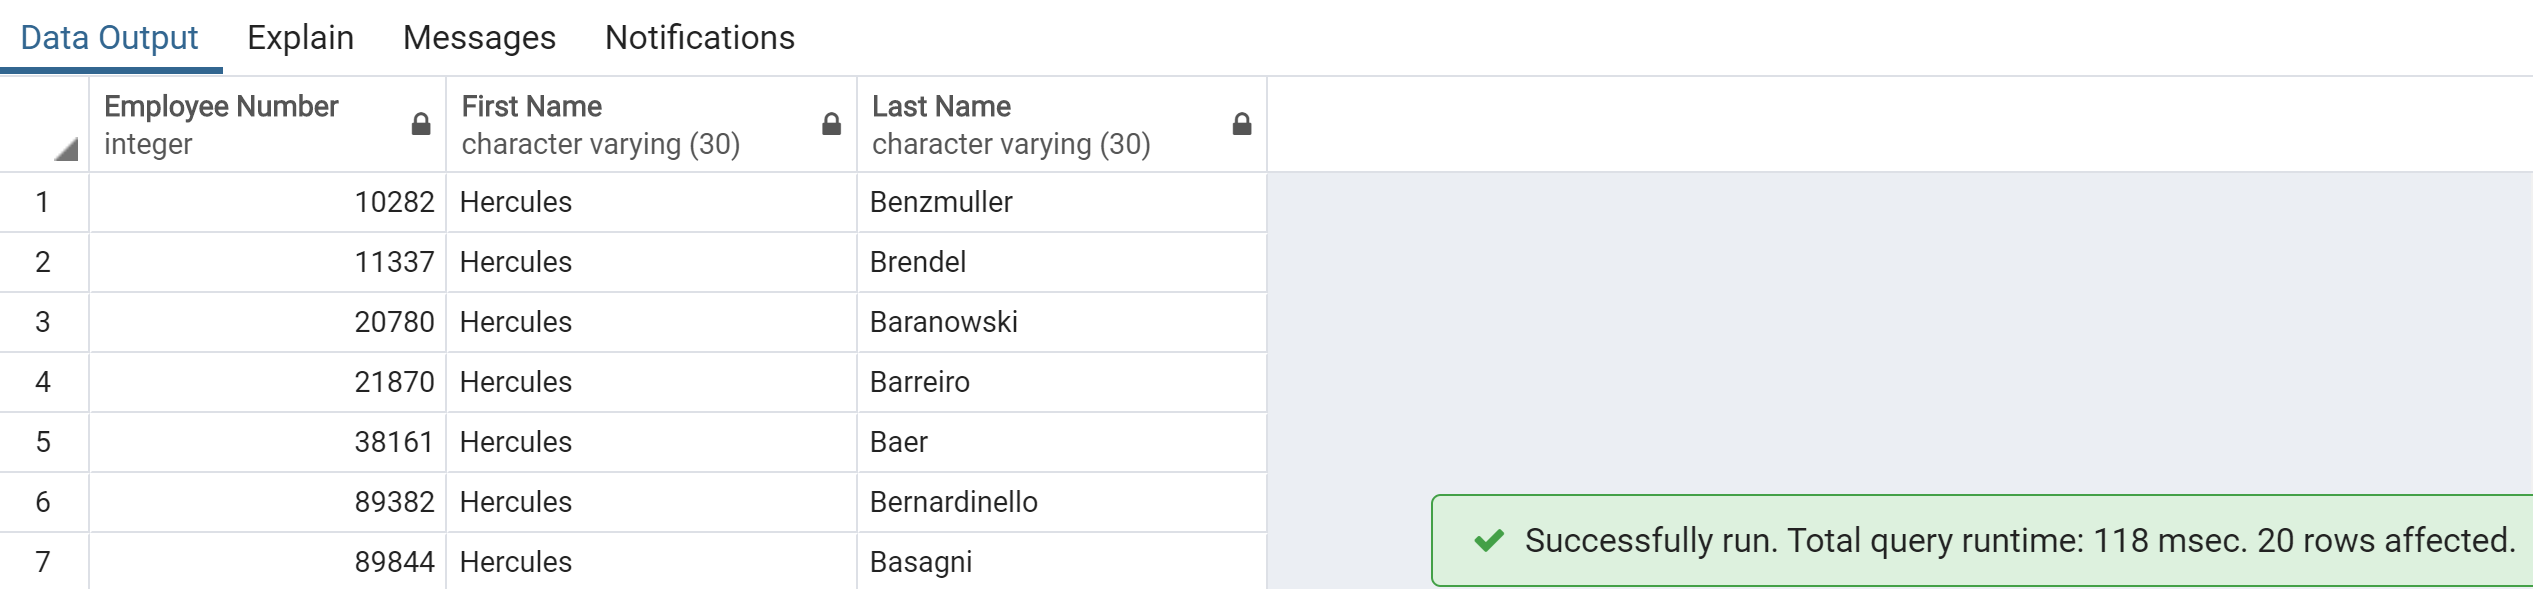 Data Output Explain Messages Notifications
Employee Number First Name Last Name
integer character varying (30) character varying (30)
1 10282 Hercules Benzmuller
2 11337 Hercules Brendel
3 20780 Hercules Baranowski
4 21870 Hercules Barreiro
5 38161 Hercules Baer
6 89382 Hercules Bernardinello
Successfully run. Total query runtime: 118 msec. 20 rows affected.
7 89844 Hercules Basagni